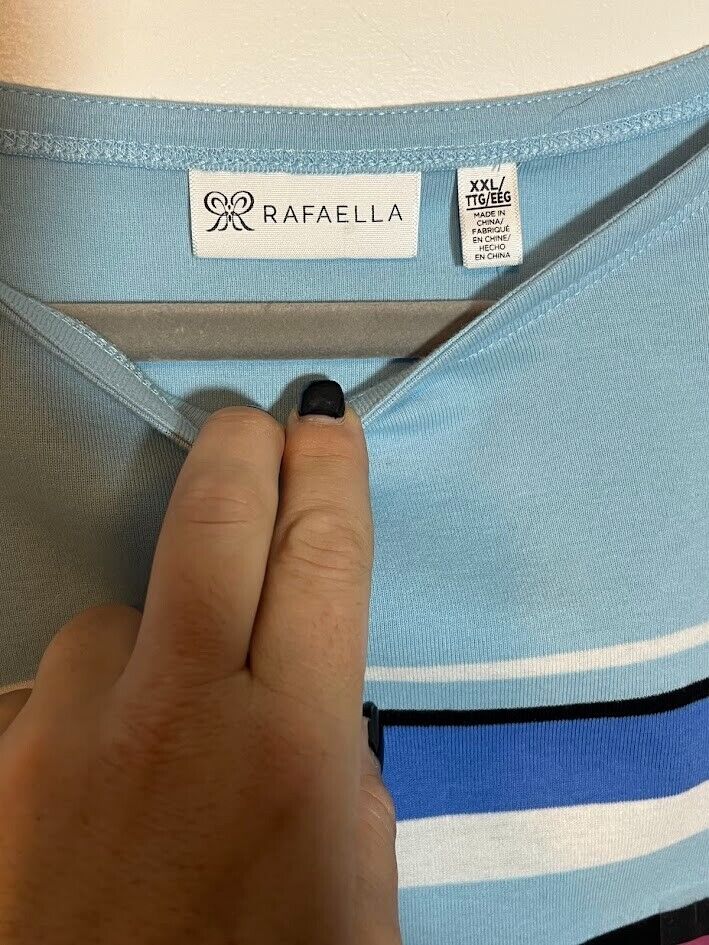 RAFAELLA
XXL/
TTG/EEG
MADE IN
CHINA/
FABRIQUÉ
EN CHINE/
HECHO
EN CHINA